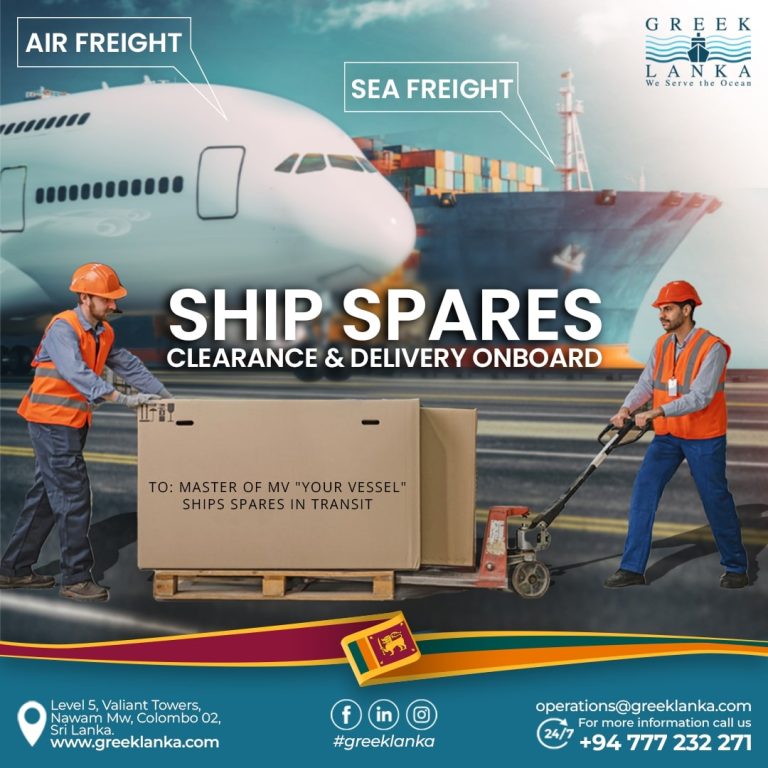 AIR FREIGHT
GREEK
LANKA
We Serve the Ocean
SEA FREIGHT
SHIP SPARES
CLEARANCE & DELIVERY ONBOARD
TO: MASTER OF MV "YOUR VESSEL"
SHIPS SPARES IN TRANSIT
Level 5, Valiant Towers,
Nawam Mw, Colombo 02,
Sri Lanka.
www.greeklanka.com
#greeklanka
operations@greeklanka.com
24/7
For more information call us
+94 777 232 271